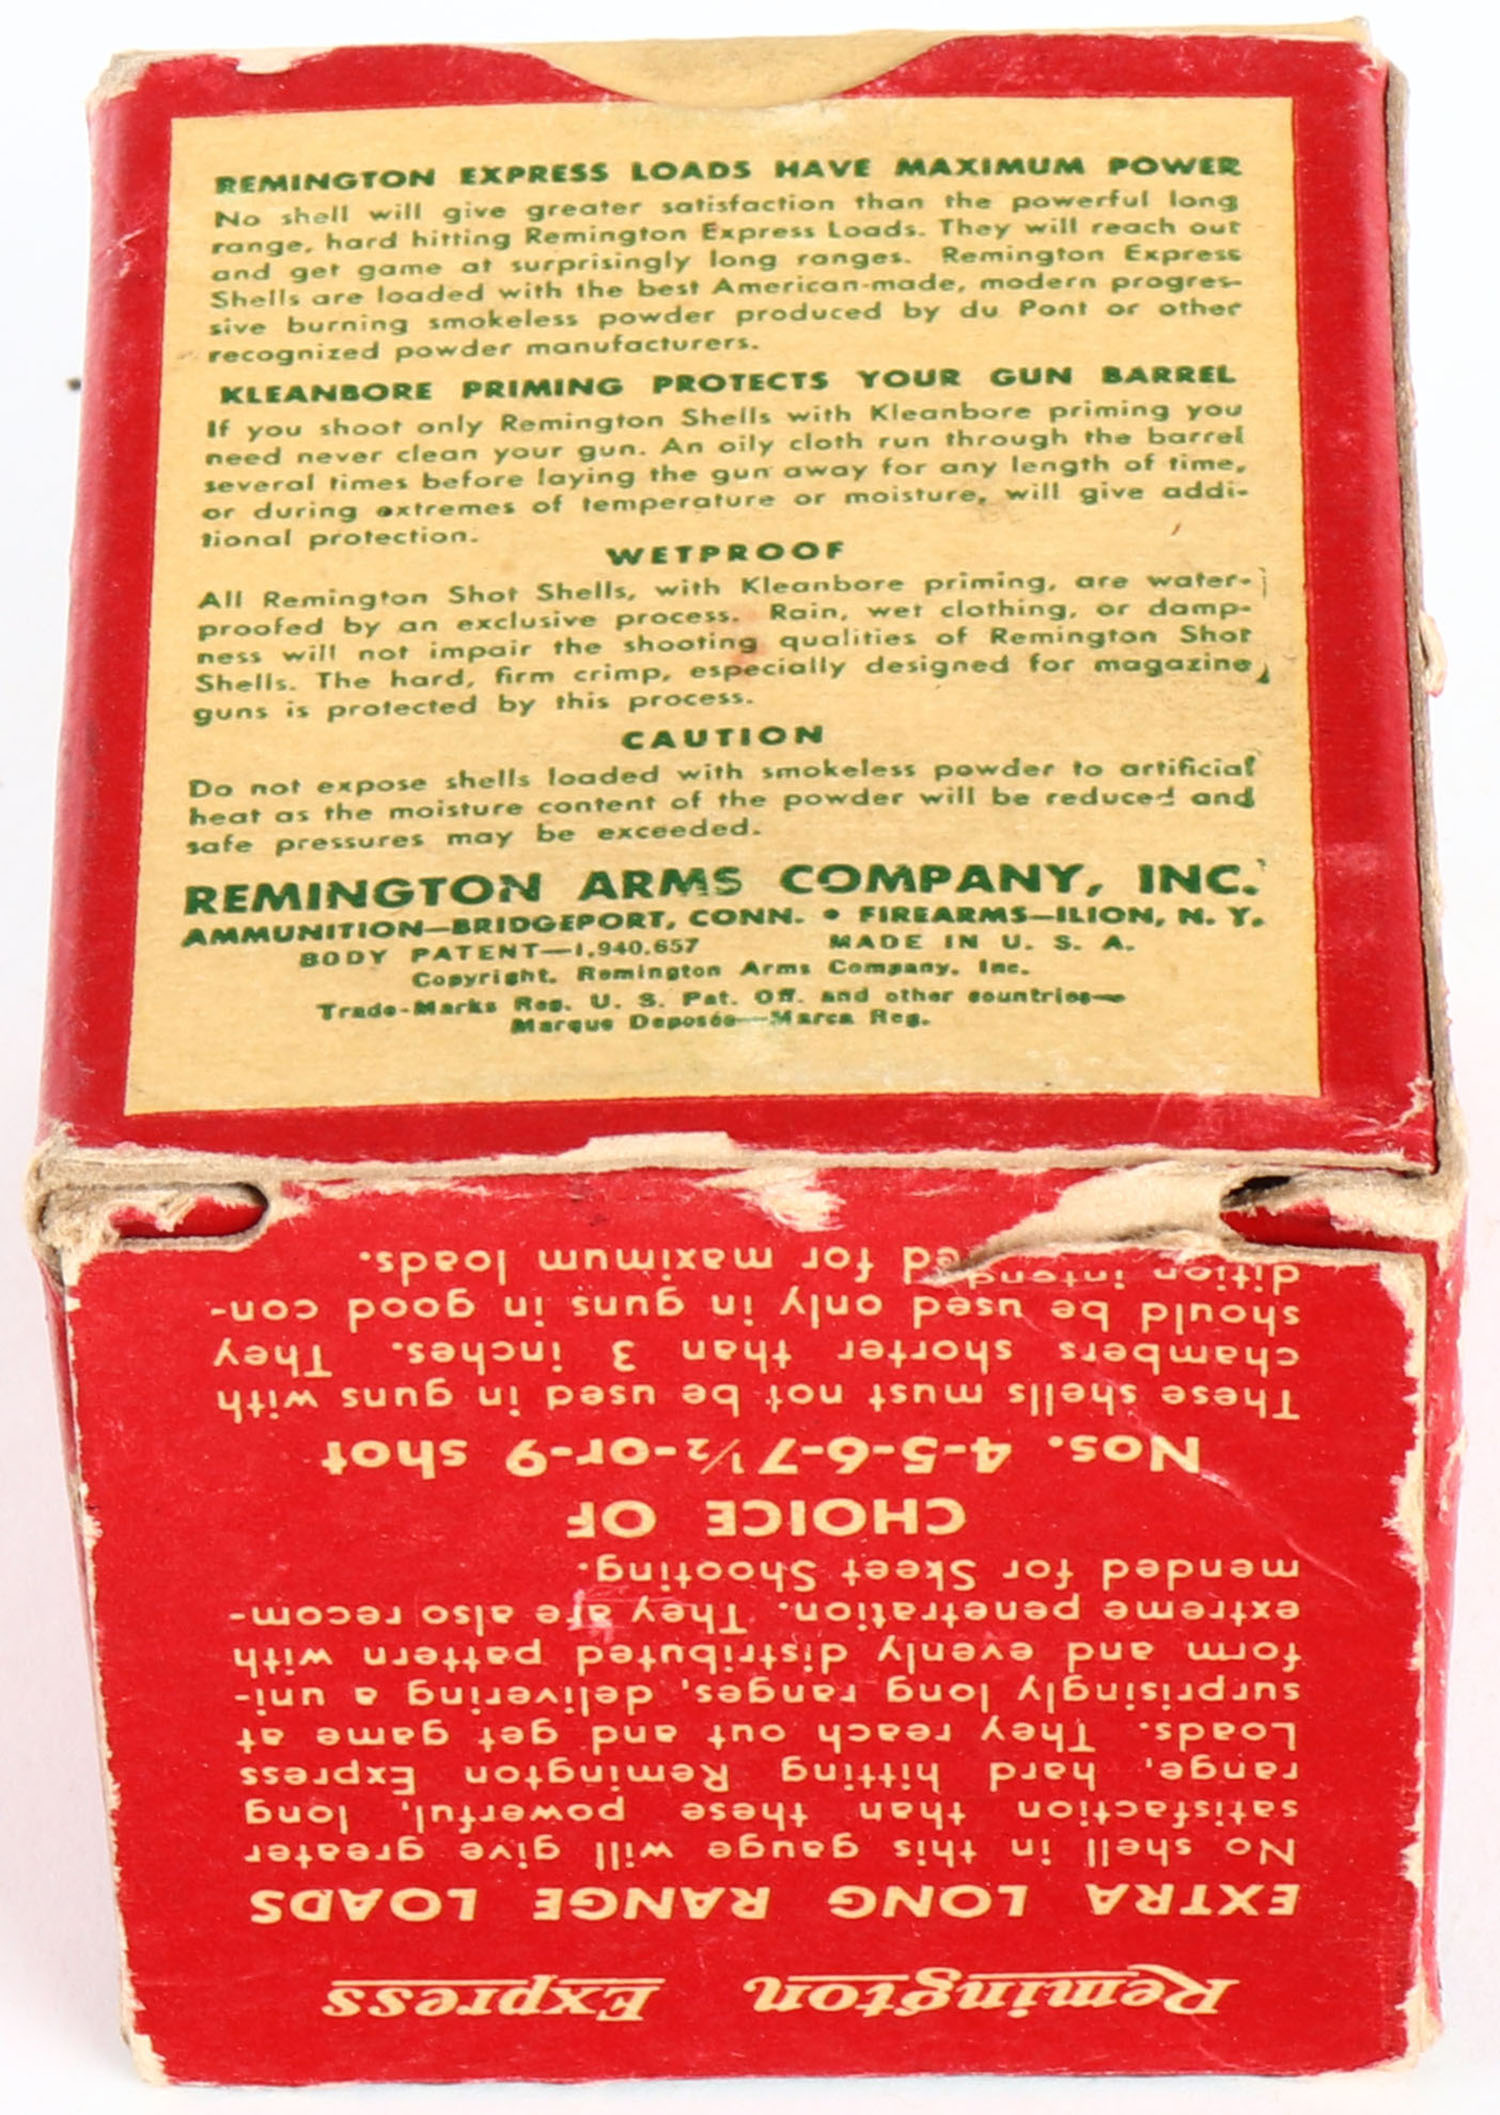 REMINGTON EXPRESS LOADS HAVE MAXIMUM POWER
No shell will give greater satisfaction than the powerful long
range, hard hitting Remington Express Loads. They will reach out
and get game at surprisingly long ranges. Remington Express
Shells are loaded with the best American-made, modern progres-
sive burning smokeless powder produced by du Pont or other
recognized powder manufacturers.
KLEANBORE PRIMING PROTECTS YOUR GUN BARREL
If you shoot only Remington Shells with Kleanbore priming you
need never clean your gun. An oily cloth run through the barrel
several times before laying the gun away for any length of time,
or during extremes of temperature or moisture, will give addi-
tional protection.
WETPROOF
All Remington Shot Shells, with Kleanbore priming, are water-
proofed by an exclusive process. Rain, wet clothing, or damp-
ness will not impair the shooting qualities of Remington Shot
Shells. The hard, firm crimp, especially designed for magazine
guns is protected by this process.
CAUTION
Do not expose shells loaded with smokeless powder to artificial
heat as the moisture content of the powder will be reduced and
safe pressures may be exceeded.
REMINGTON ARMS COMPANY, INC.
AMMUNITION—BRIDGEPORT, CONN. • FIREARMS—ILION, N. Y.
BODY PATENT—1,940,657 MADE IN U. S. A.
Copyright, Remington Arms Company, Inc.
Trade-Marks Reg. U. S. Pat. Off. and other countries—
Marque Deposée—Marca Reg.
Remington Express
EXTRA LONG RANGE LOADS
No shell in this gauge will give greater
satisfaction than these powerful, long
range, hard hitting Remington Express
Loads. They reach out and get game at
surprisingly long ranges, delivering a uni-
form and evenly distributed pattern with
extreme penetration. They are also recom-
mended for Skeet Shooting.
CHOICE OF
Nos. 4-5-6-7½-or-9 shot
These shells must not be used in guns with
chambers shorter than 3 inches. They
should be used only in guns in good con-
dition intended for maximum loads.